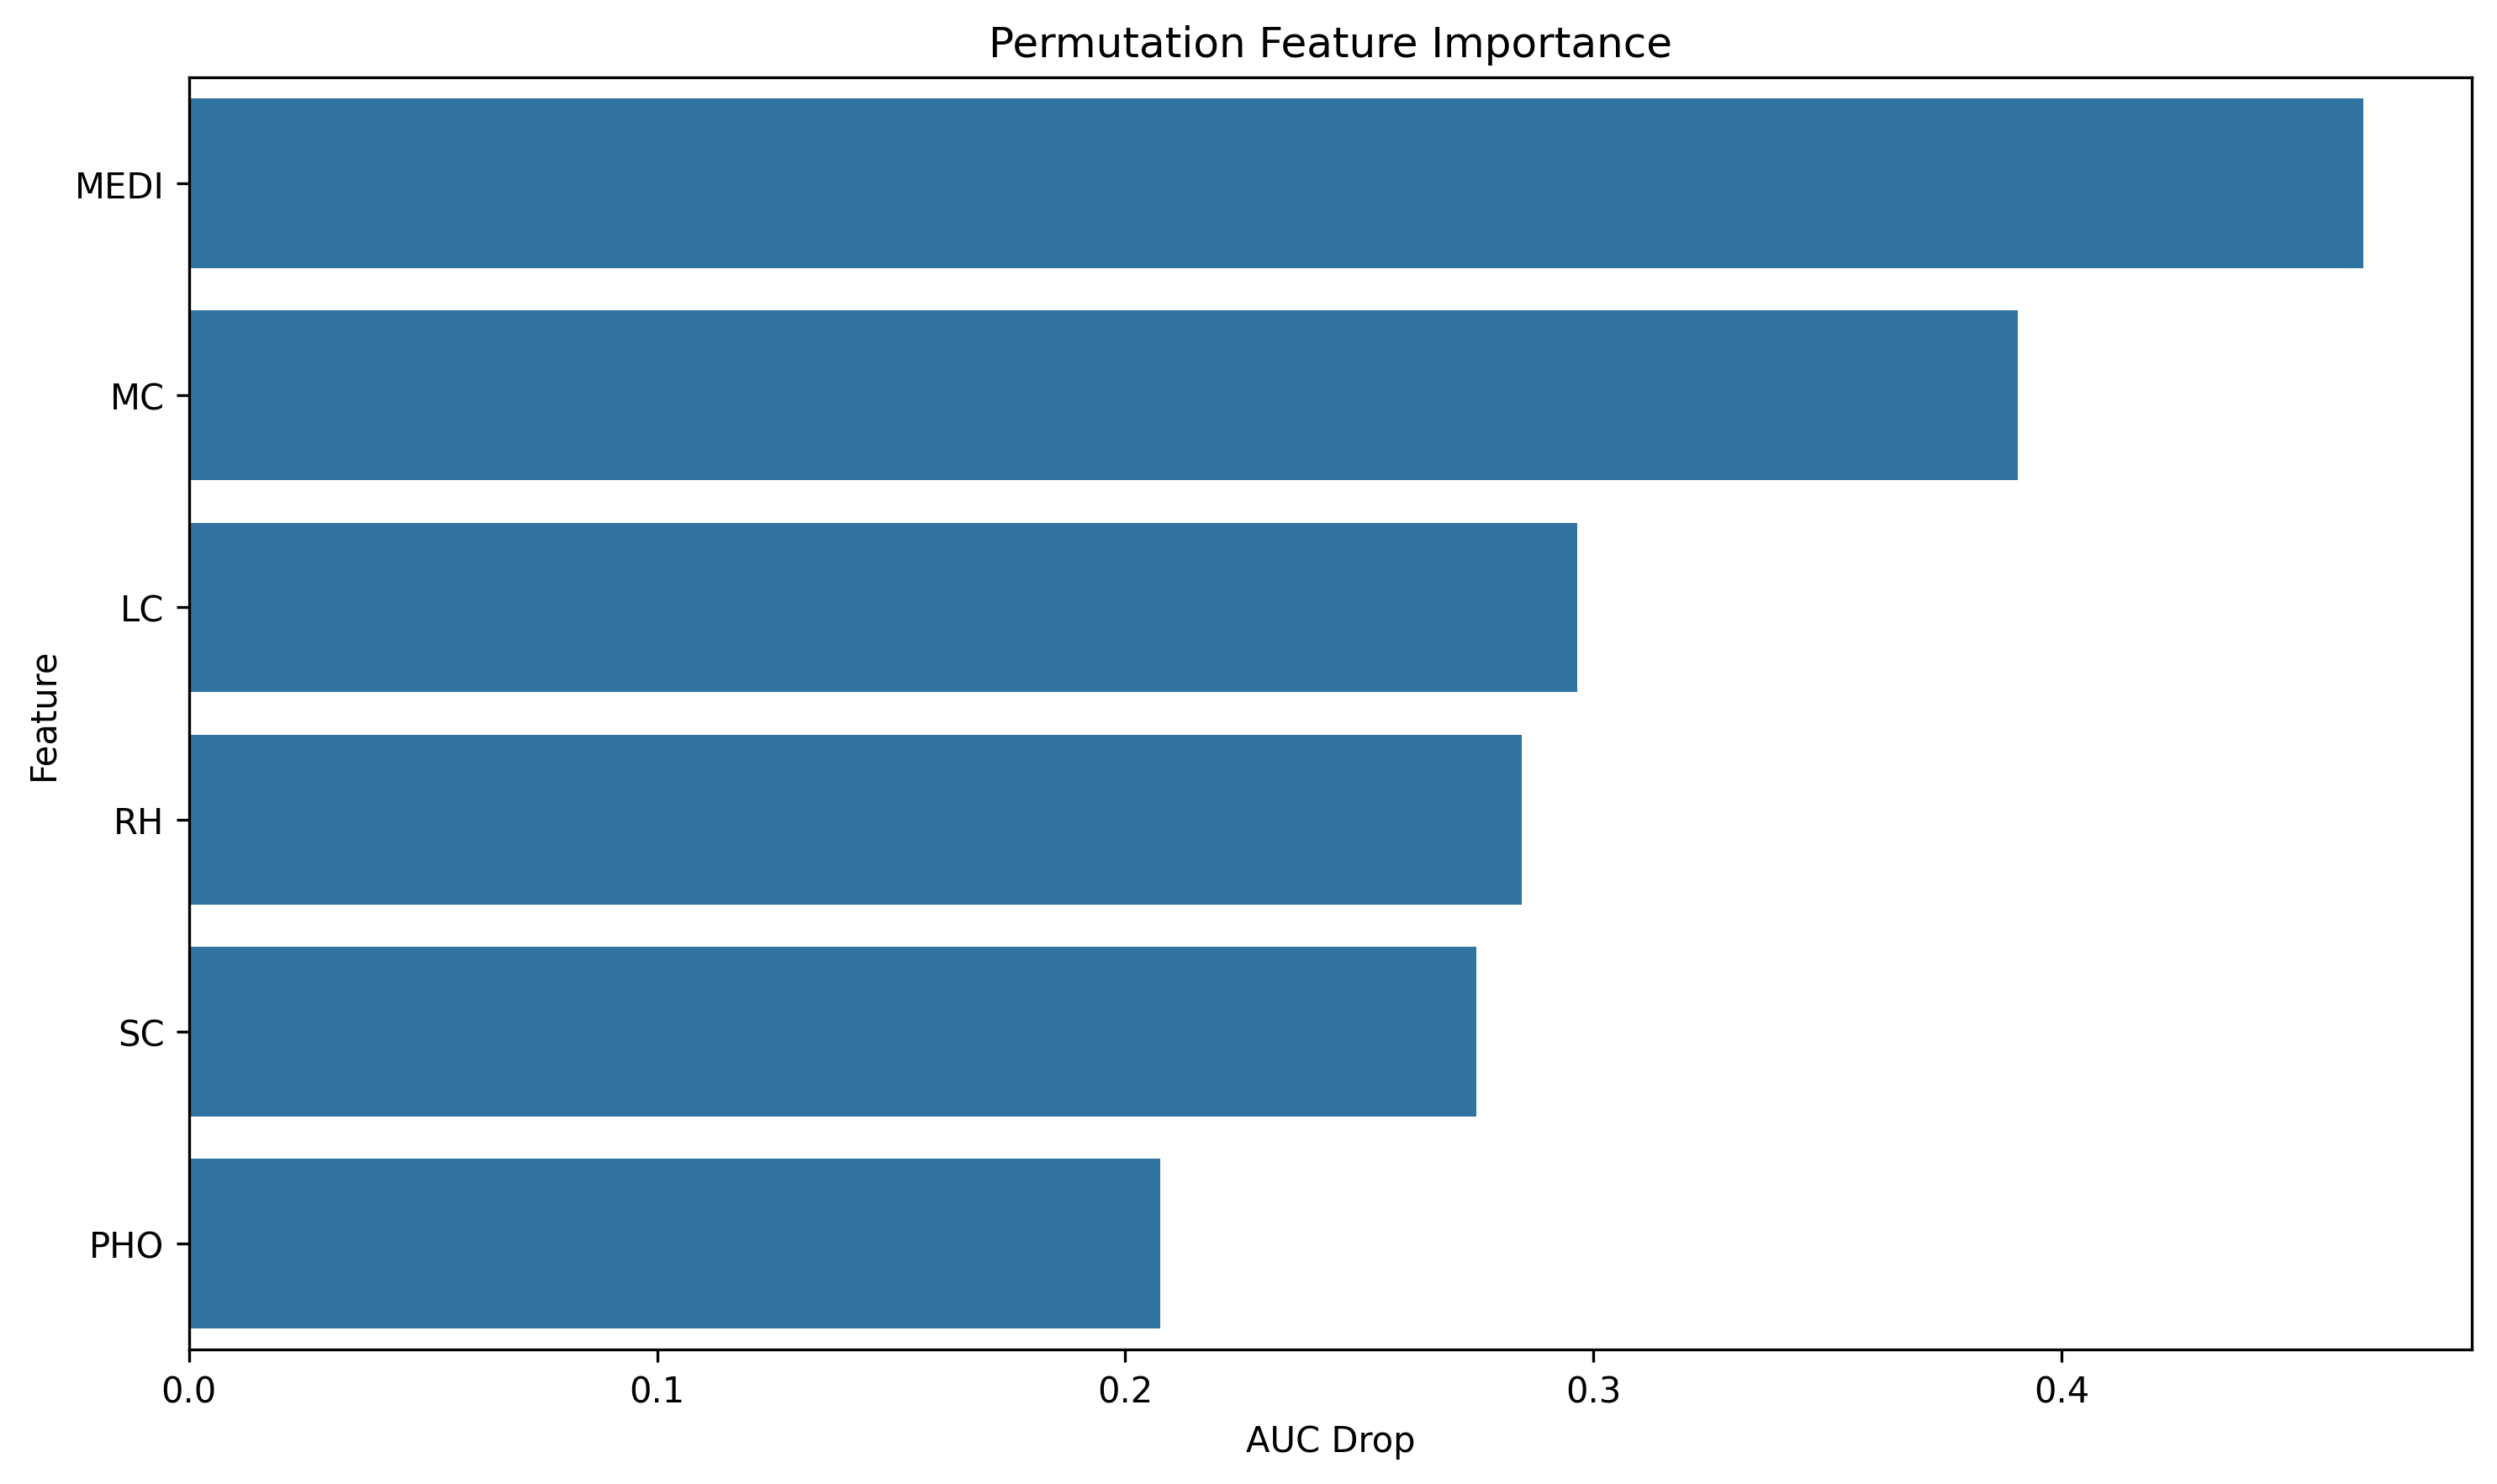 Permutation Feature Importance
MEDI
MC
LC
RH
SC
PHO
Feature
0.0 0.1 0.2 0.3 0.4
AUC Drop